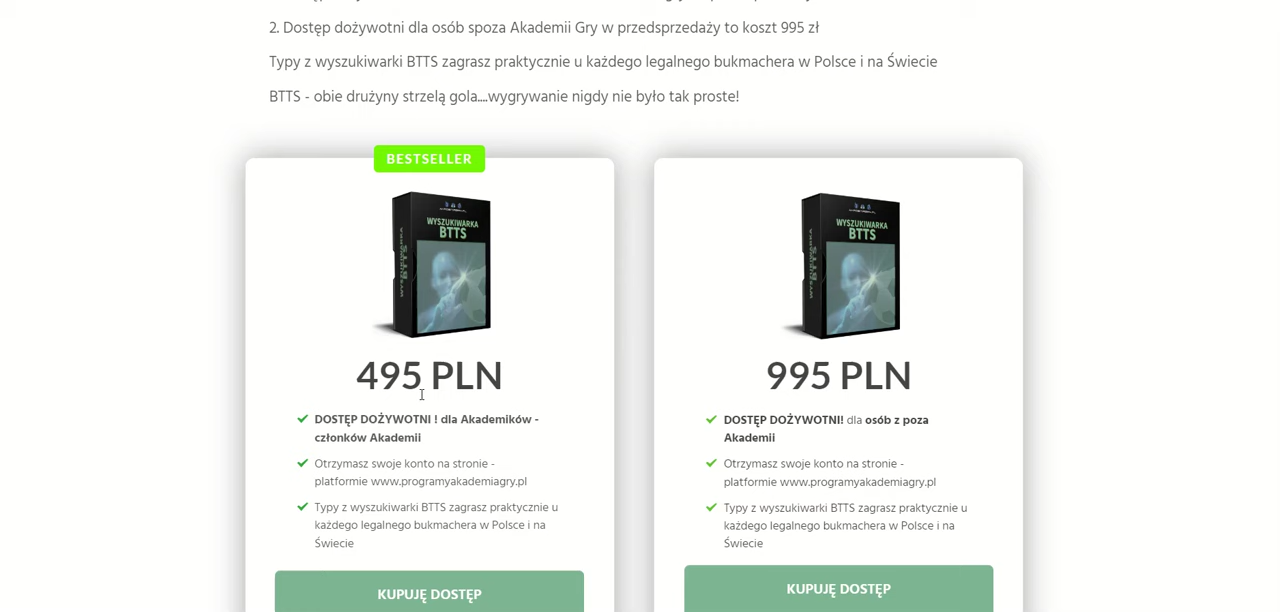 2. Dostęp dożywotni dla osób spoza Akademii Gry w przedsprzedaży to koszt 995 zł
Typy z wyszukiwarki BTTS zagrasz praktycznie u każdego legalnego bukmachera w Polsce i na Świecie
BTTS - obie drużyny strzelą gola....wygrywanie nigdy nie było tak proste!
BESTSELLER
WYSZUKIWARKA
BTTS
WYSZUKIWARKA
BTTS
495 PLN
DOSTĘP DOŻYWOTNI ! dla Akademików -
członków Akademii
Otrzymasz swoje konto na stronie -
platformie www.programyakademiagry.pl
Typy z wyszukiwarki BTTS zagrasz praktycznie u
każdego legalnego bukmachera w Polsce i na
Świecie
KUPUJĘ DOSTĘP
WYSZUKIWARKA
BTTS
WYSZUKIWARKA
BTTS
995 PLN
DOSTĘP DOŻYWOTNI! dla osób z poza
Akademii
Otrzymasz swoje konto na stronie -
platformie www.programyakademiagry.pl
Typy z wyszukiwarki BTTS zagrasz praktycznie u
każdego legalnego bukmachera w Polsce i na
Świecie
KUPUJĘ DOSTĘP